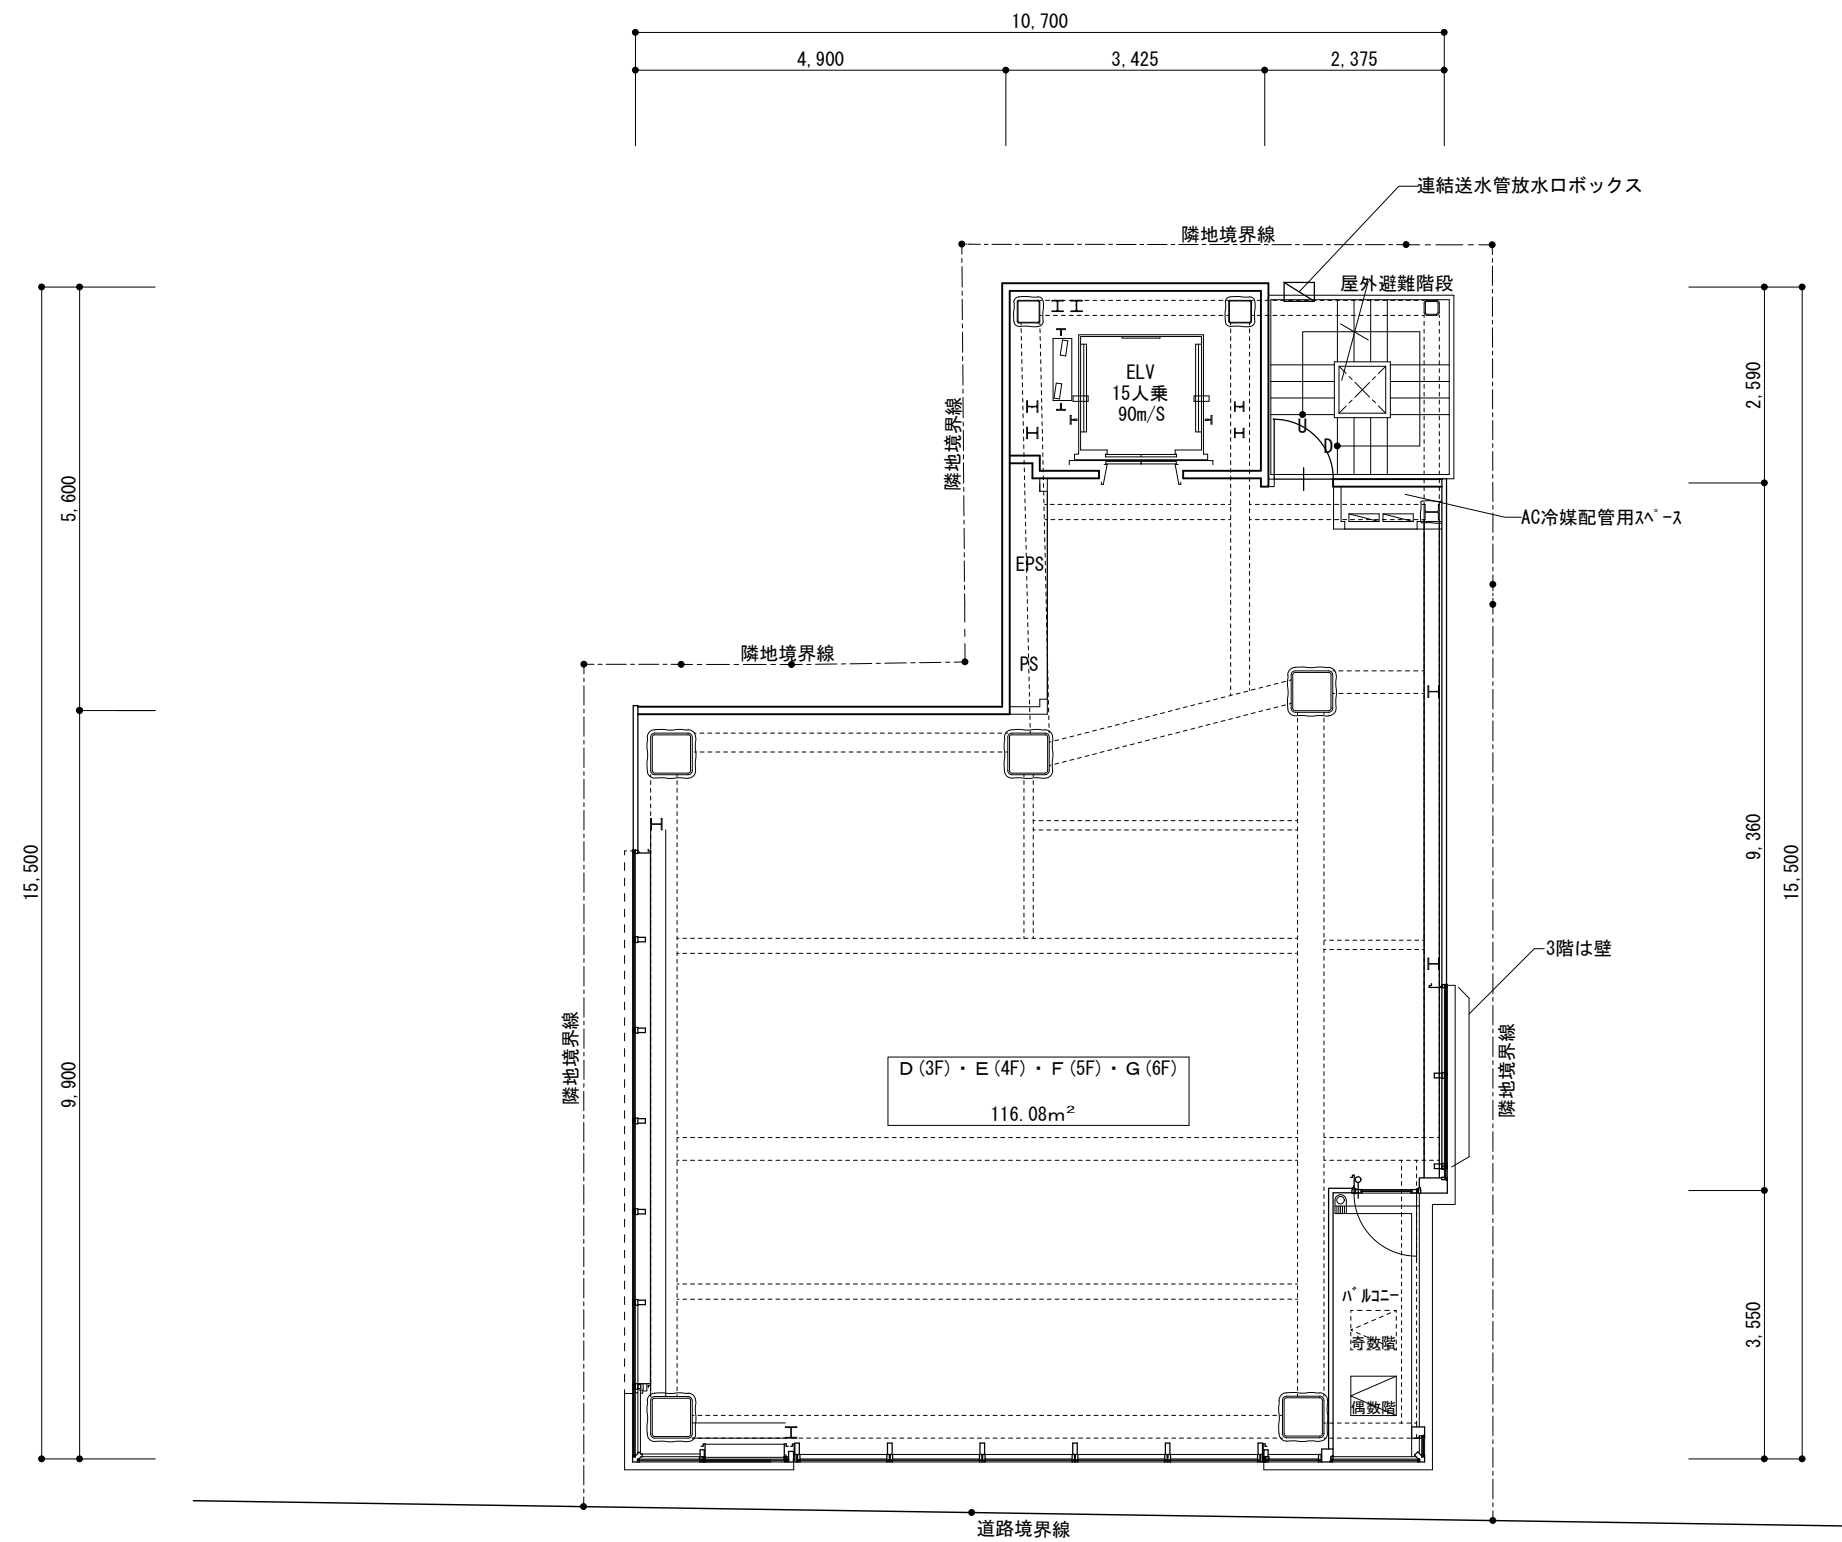 10,700
4,900
3,425
2,375
連結送水管放水口ボックス
隣地境界線
屋外避難階段
ELV
15人乗
90m/S
U
D
2,590
隣地境界線
5,600
AC冷媒配管用ｽﾍﾟｰｽ
EPS
隣地境界線
PS
15,500
9,360
15,500
3階は壁
隣地境界線
隣地境界線
9,900
D(3F)・E(4F)・F(5F)・G(6F)
116.08m²
ﾊﾞﾙｺﾆｰ
奇数階
3,550
偶数階
道路境界線